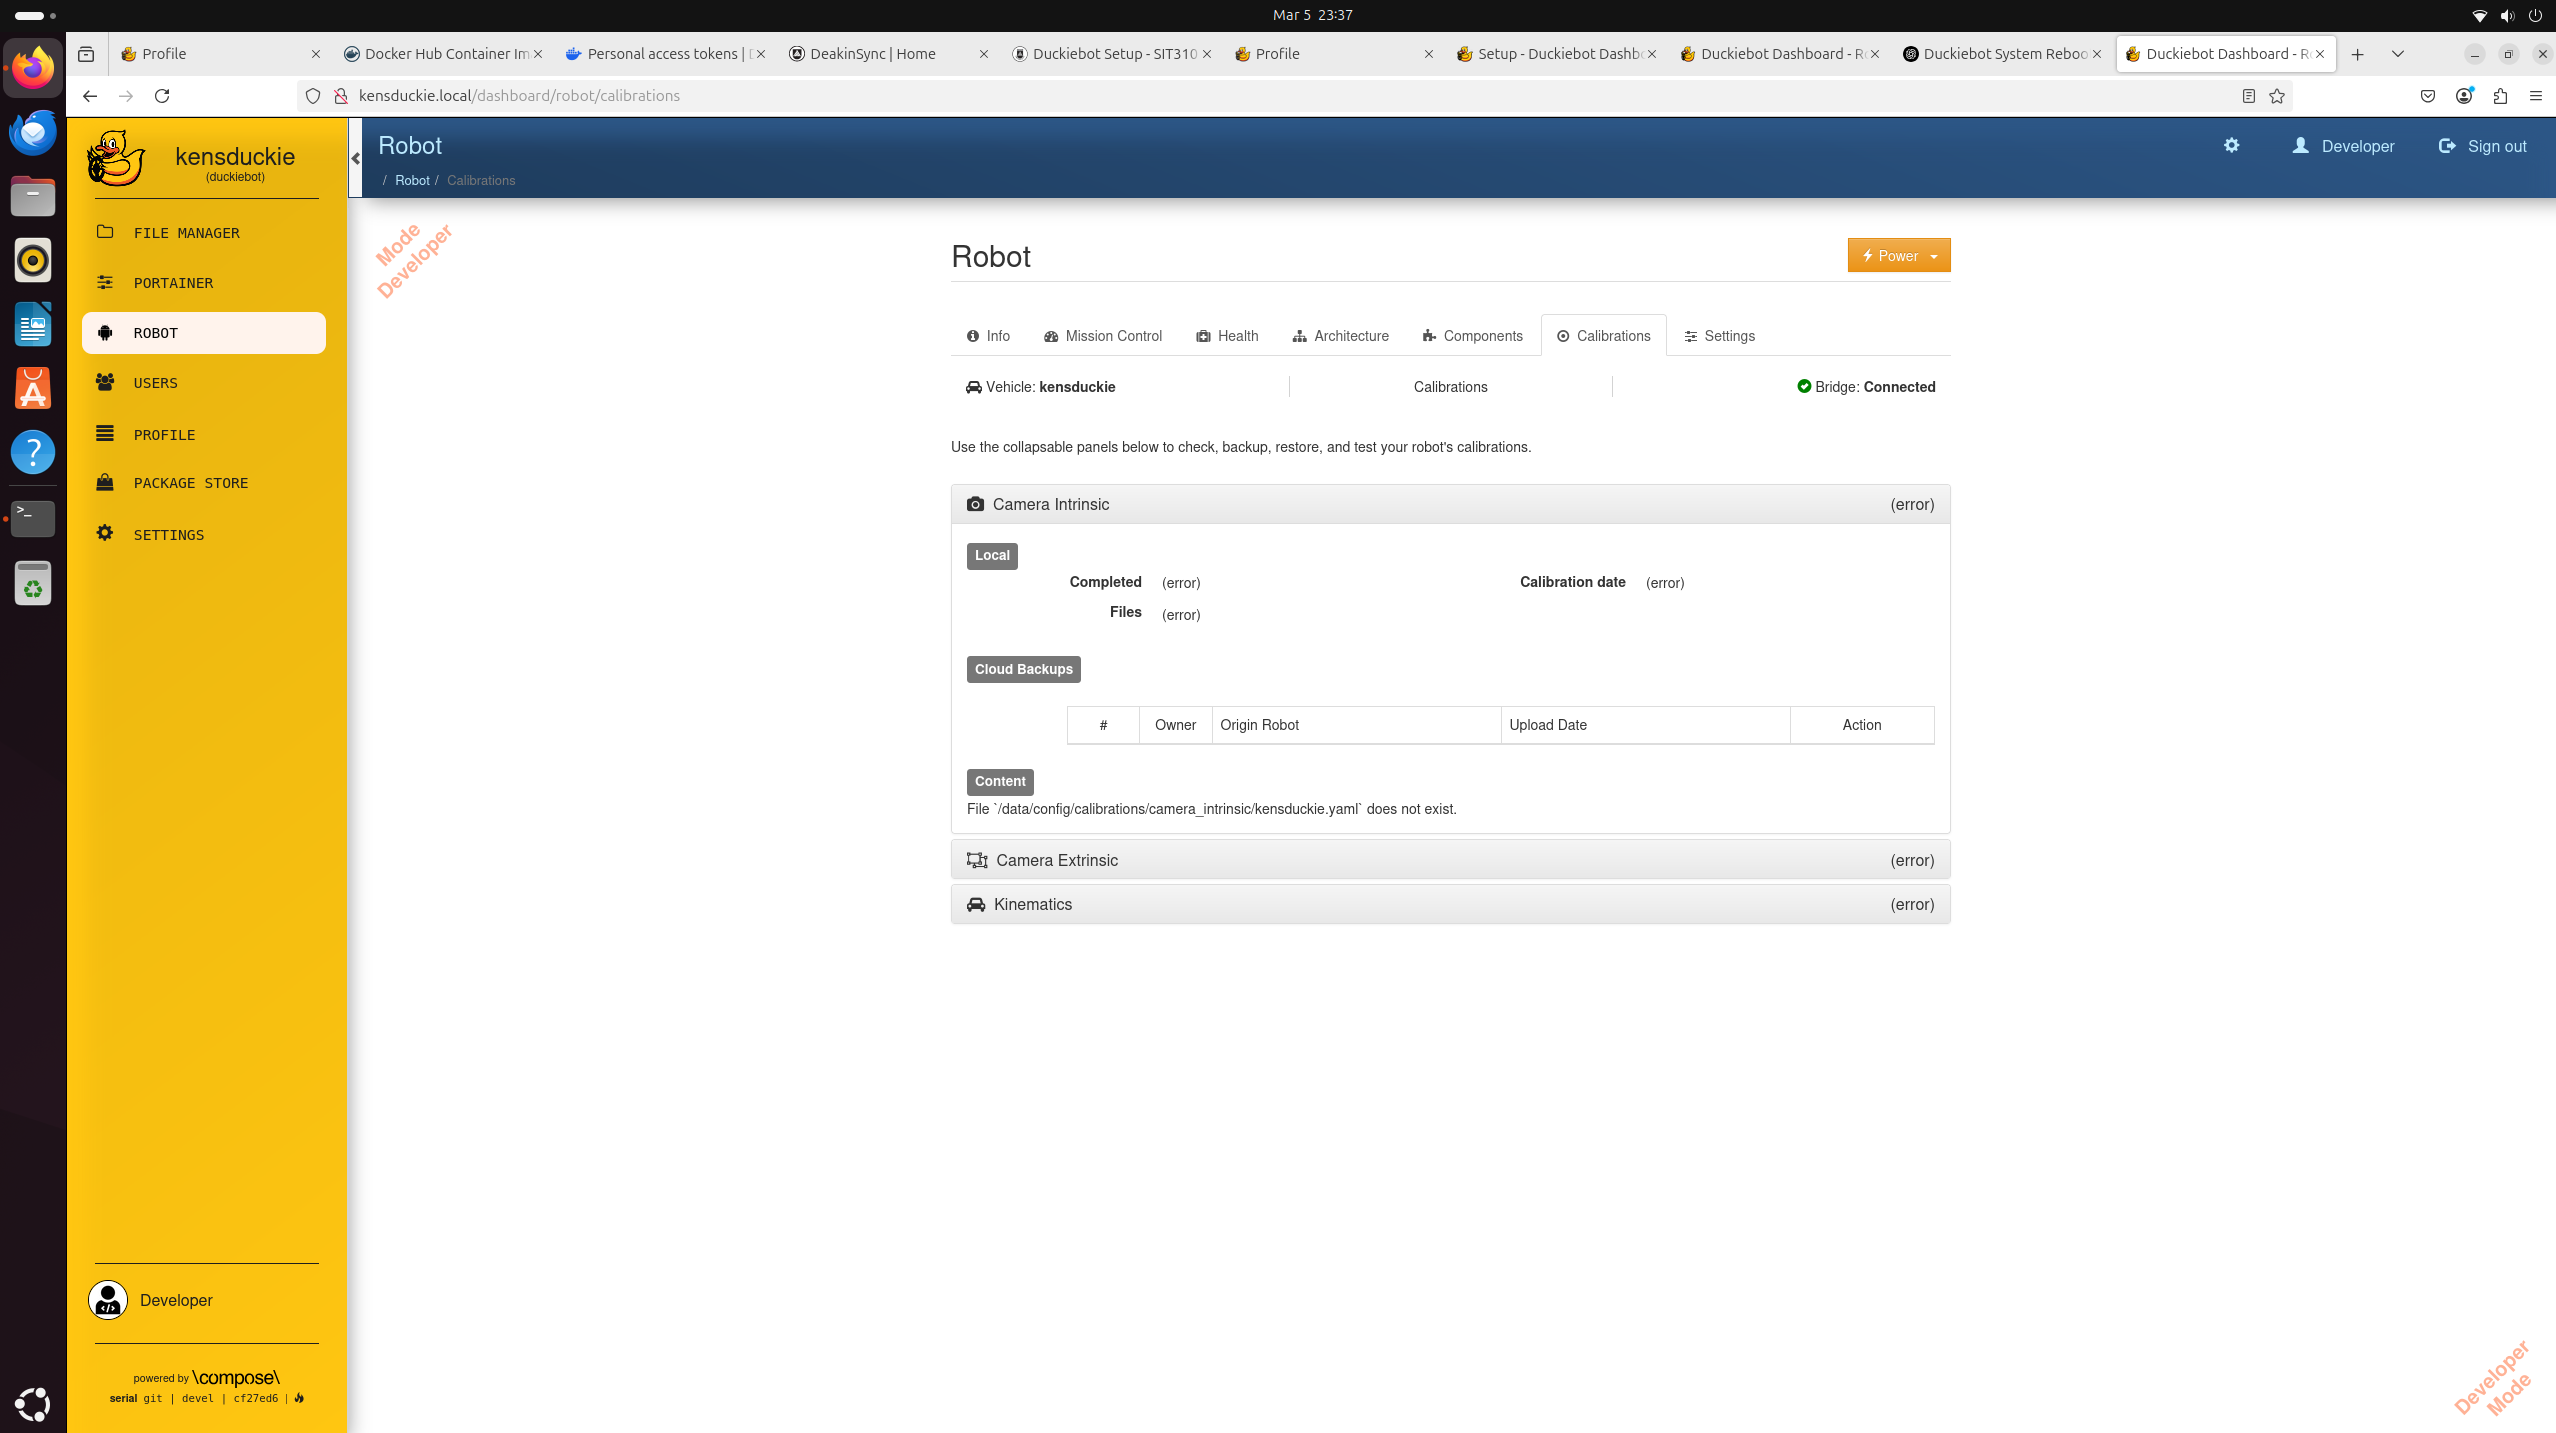 Mar 5 23:37
Profile
Docker Hub Container Im
Personal access tokens |
DeakinSync | Home
Duckiebot Setup - SIT310
Profile
Setup - Duckiebot Dashb
Duckiebot Dashboard - R
Duckiebot System Reboo
Duckiebot Dashboard - R
kensduckie.local/dashboard/robot/calibrations
kensduckie
(duckiebot)
FILE MANAGER
PORTAINER
ROBOT
USERS
PROFILE
PACKAGE STORE
SETTINGS
Developer
powered by \compose\
serial git | devel | cf27ed6 |
Robot
/ Robot / Calibrations
Developer
Sign out
Mode
Developer
Robot
Power
Info
Mission Control
Health
Architecture
Components
Calibrations
Settings
Vehicle: kensduckie
Calibrations
Bridge: Connected
Use the collapsable panels below to check, backup, restore, and test your robot's calibrations.
Camera Intrinsic (error)
Local
Completed (error) Calibration date (error)
Files (error)
Cloud Backups
# Owner Origin Robot Upload Date Action
Content
File `/data/config/calibrations/camera_intrinsic/kensduckie.yaml` does not exist.
Camera Extrinsic (error)
Kinematics (error)
Developer
Mode